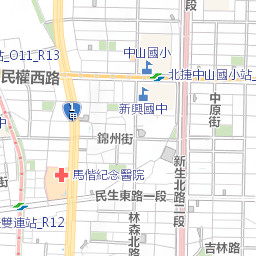 站_O11_R13
中山國小
北捷中山國小站_
民權西路
1
甲
新興國中
中原街
錦州街
馬偕紀念醫院
新生北路二段
民生東路一段
雙連站_R12
林森北路
吉林路